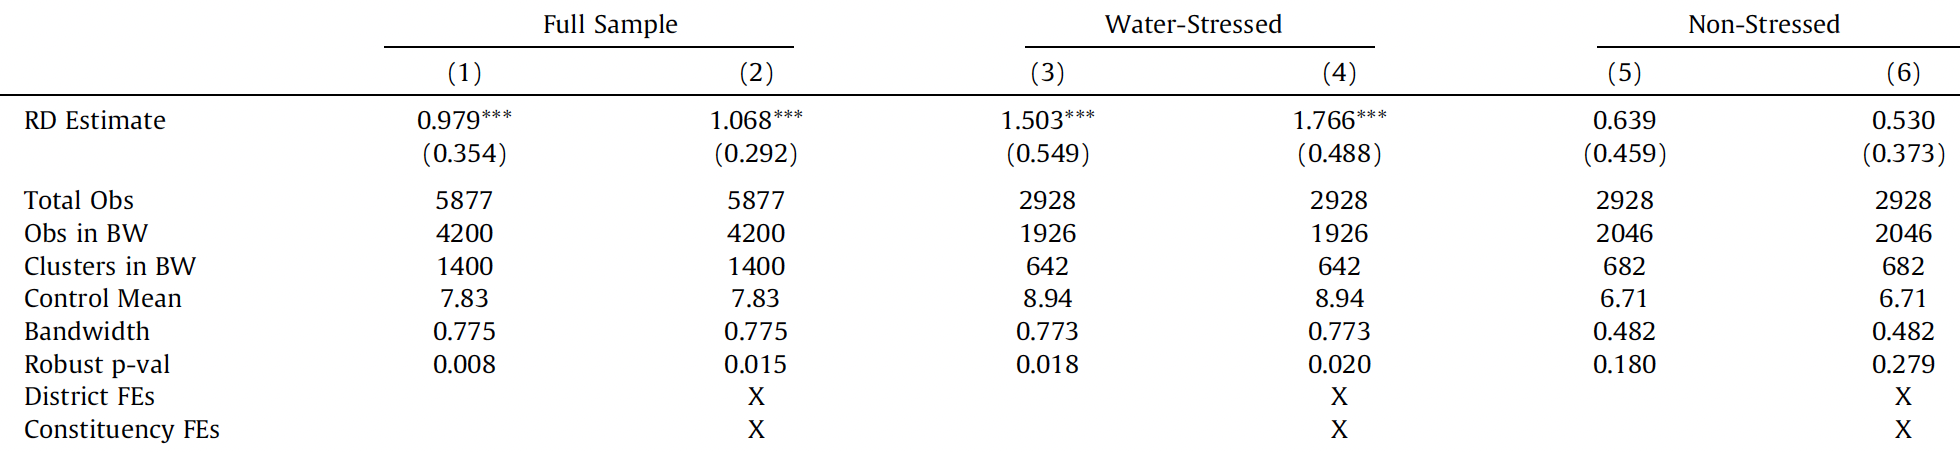 Full Sample Water-Stressed Non-Stressed
(1) (2) (3) (4) (5) (6)
RD Estimate 0.979*** 1.068*** 1.503*** 1.766*** 0.639 0.530
(0.354) (0.292) (0.549) (0.488) (0.459) (0.373)
Total Obs 5877 5877 2928 2928 2928 2928
Obs in BW 4200 4200 1926 1926 2046 2046
Clusters in BW 1400 1400 642 642 682 682
Control Mean 7.83 7.83 8.94 8.94 6.71 6.71
Bandwidth 0.775 0.775 0.773 0.773 0.482 0.482
Robust p-val 0.008 0.015 0.018 0.020 0.180 0.279
District FEs X X X
Constituency FEs X X X